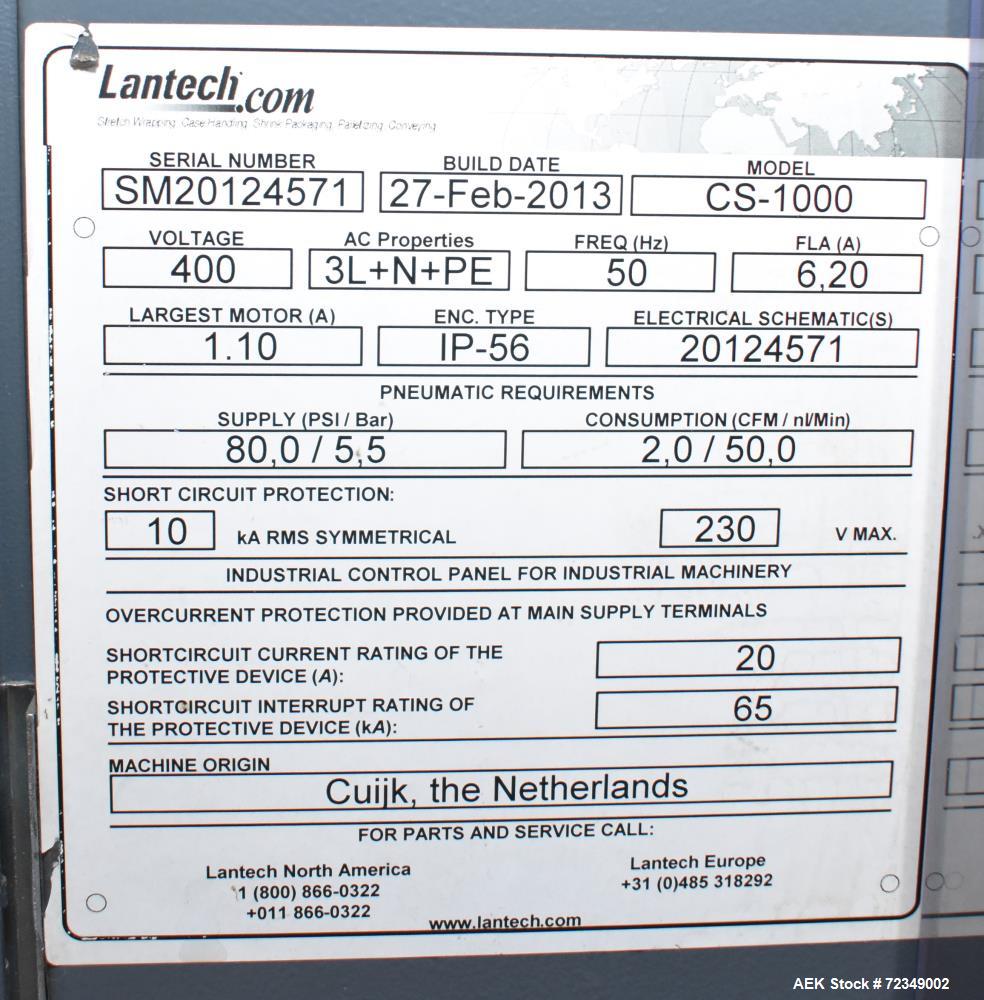 Lantech.com
Stretch Wrapping. Case Handling. Shrink Packaging. Palletizing. Conveying
SERIAL NUMBER BUILD DATE MODEL
SM20124571 27-Feb-2013 CS-1000
VOLTAGE AC Properties FREQ (Hz) FLA (A)
400 3L+N+PE 50 6,20
LARGEST MOTOR (A) ENC. TYPE ELECTRICAL SCHEMATIC(S)
1.10 IP-56 20124571
PNEUMATIC REQUIREMENTS
SUPPLY (PSI / Bar) CONSUMPTION (CFM / nl/Min)
80,0 / 5,5 2,0 / 50,0
SHORT CIRCUIT PROTECTION:
10 kA RMS SYMMETRICAL 230 V MAX.
INDUSTRIAL CONTROL PANEL FOR INDUSTRIAL MACHINERY
OVERCURRENT PROTECTION PROVIDED AT MAIN SUPPLY TERMINALS
SHORTCIRCUIT CURRENT RATING OF THE
PROTECTIVE DEVICE (A): 20
SHORTCIRCUIT INTERRUPT RATING OF
THE PROTECTIVE DEVICE (kA): 65
MACHINE ORIGIN
Cuijk, the Netherlands
FOR PARTS AND SERVICE CALL:
Lantech North America Lantech Europe
1 (800) 866-0322 +31 (0)485 318292
+011 866-0322
www.lantech.com
AEK Stock # 72349002